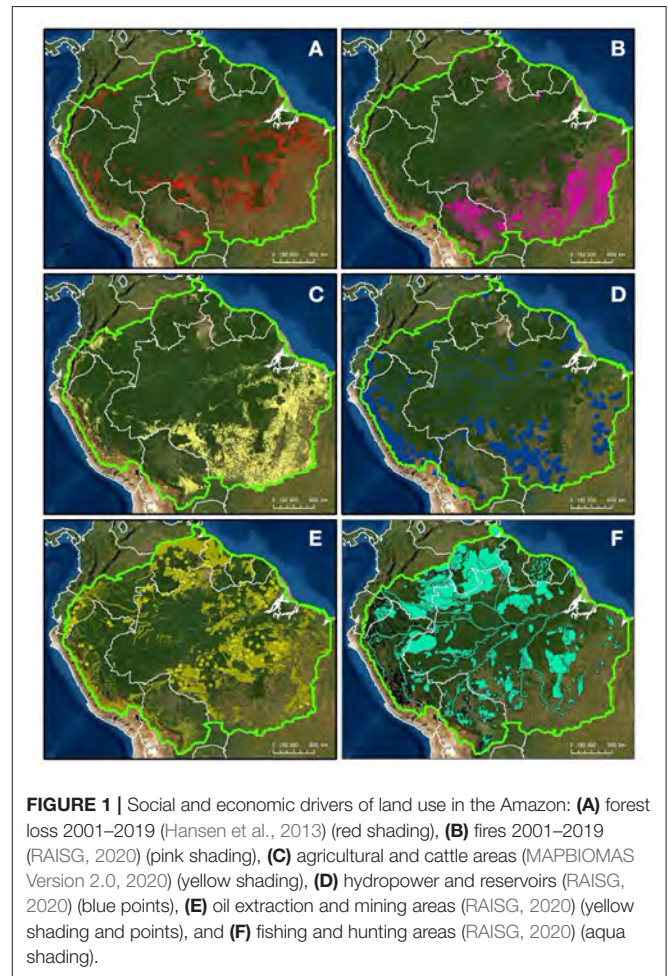 A
B
C
D
E
F
FIGURE 1 | Social and economic drivers of land use in the Amazon: (A) forest
loss 2001–2019 (Hansen et al., 2013) (red shading), (B) fires 2001–2019
(RAISG, 2020) (pink shading), (C) agricultural and cattle areas (MAPBIOMAS
Version 2.0, 2020) (yellow shading), (D) hydropower and reservoirs (RAISG,
2020) (blue points), (E) oil extraction and mining areas (RAISG, 2020) (yellow
shading and points), and (F) fishing and hunting areas (RAISG, 2020) (aqua
shading).